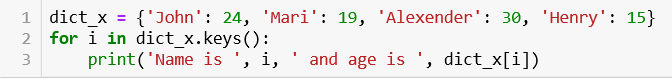 1 dict_x = {'John': 24, 'Mari': 19, 'Alexender': 30, 'Henry': 15}
2 for i in dict_x.keys():
3     print('Name is ', i, ' and age is ', dict_x[i])